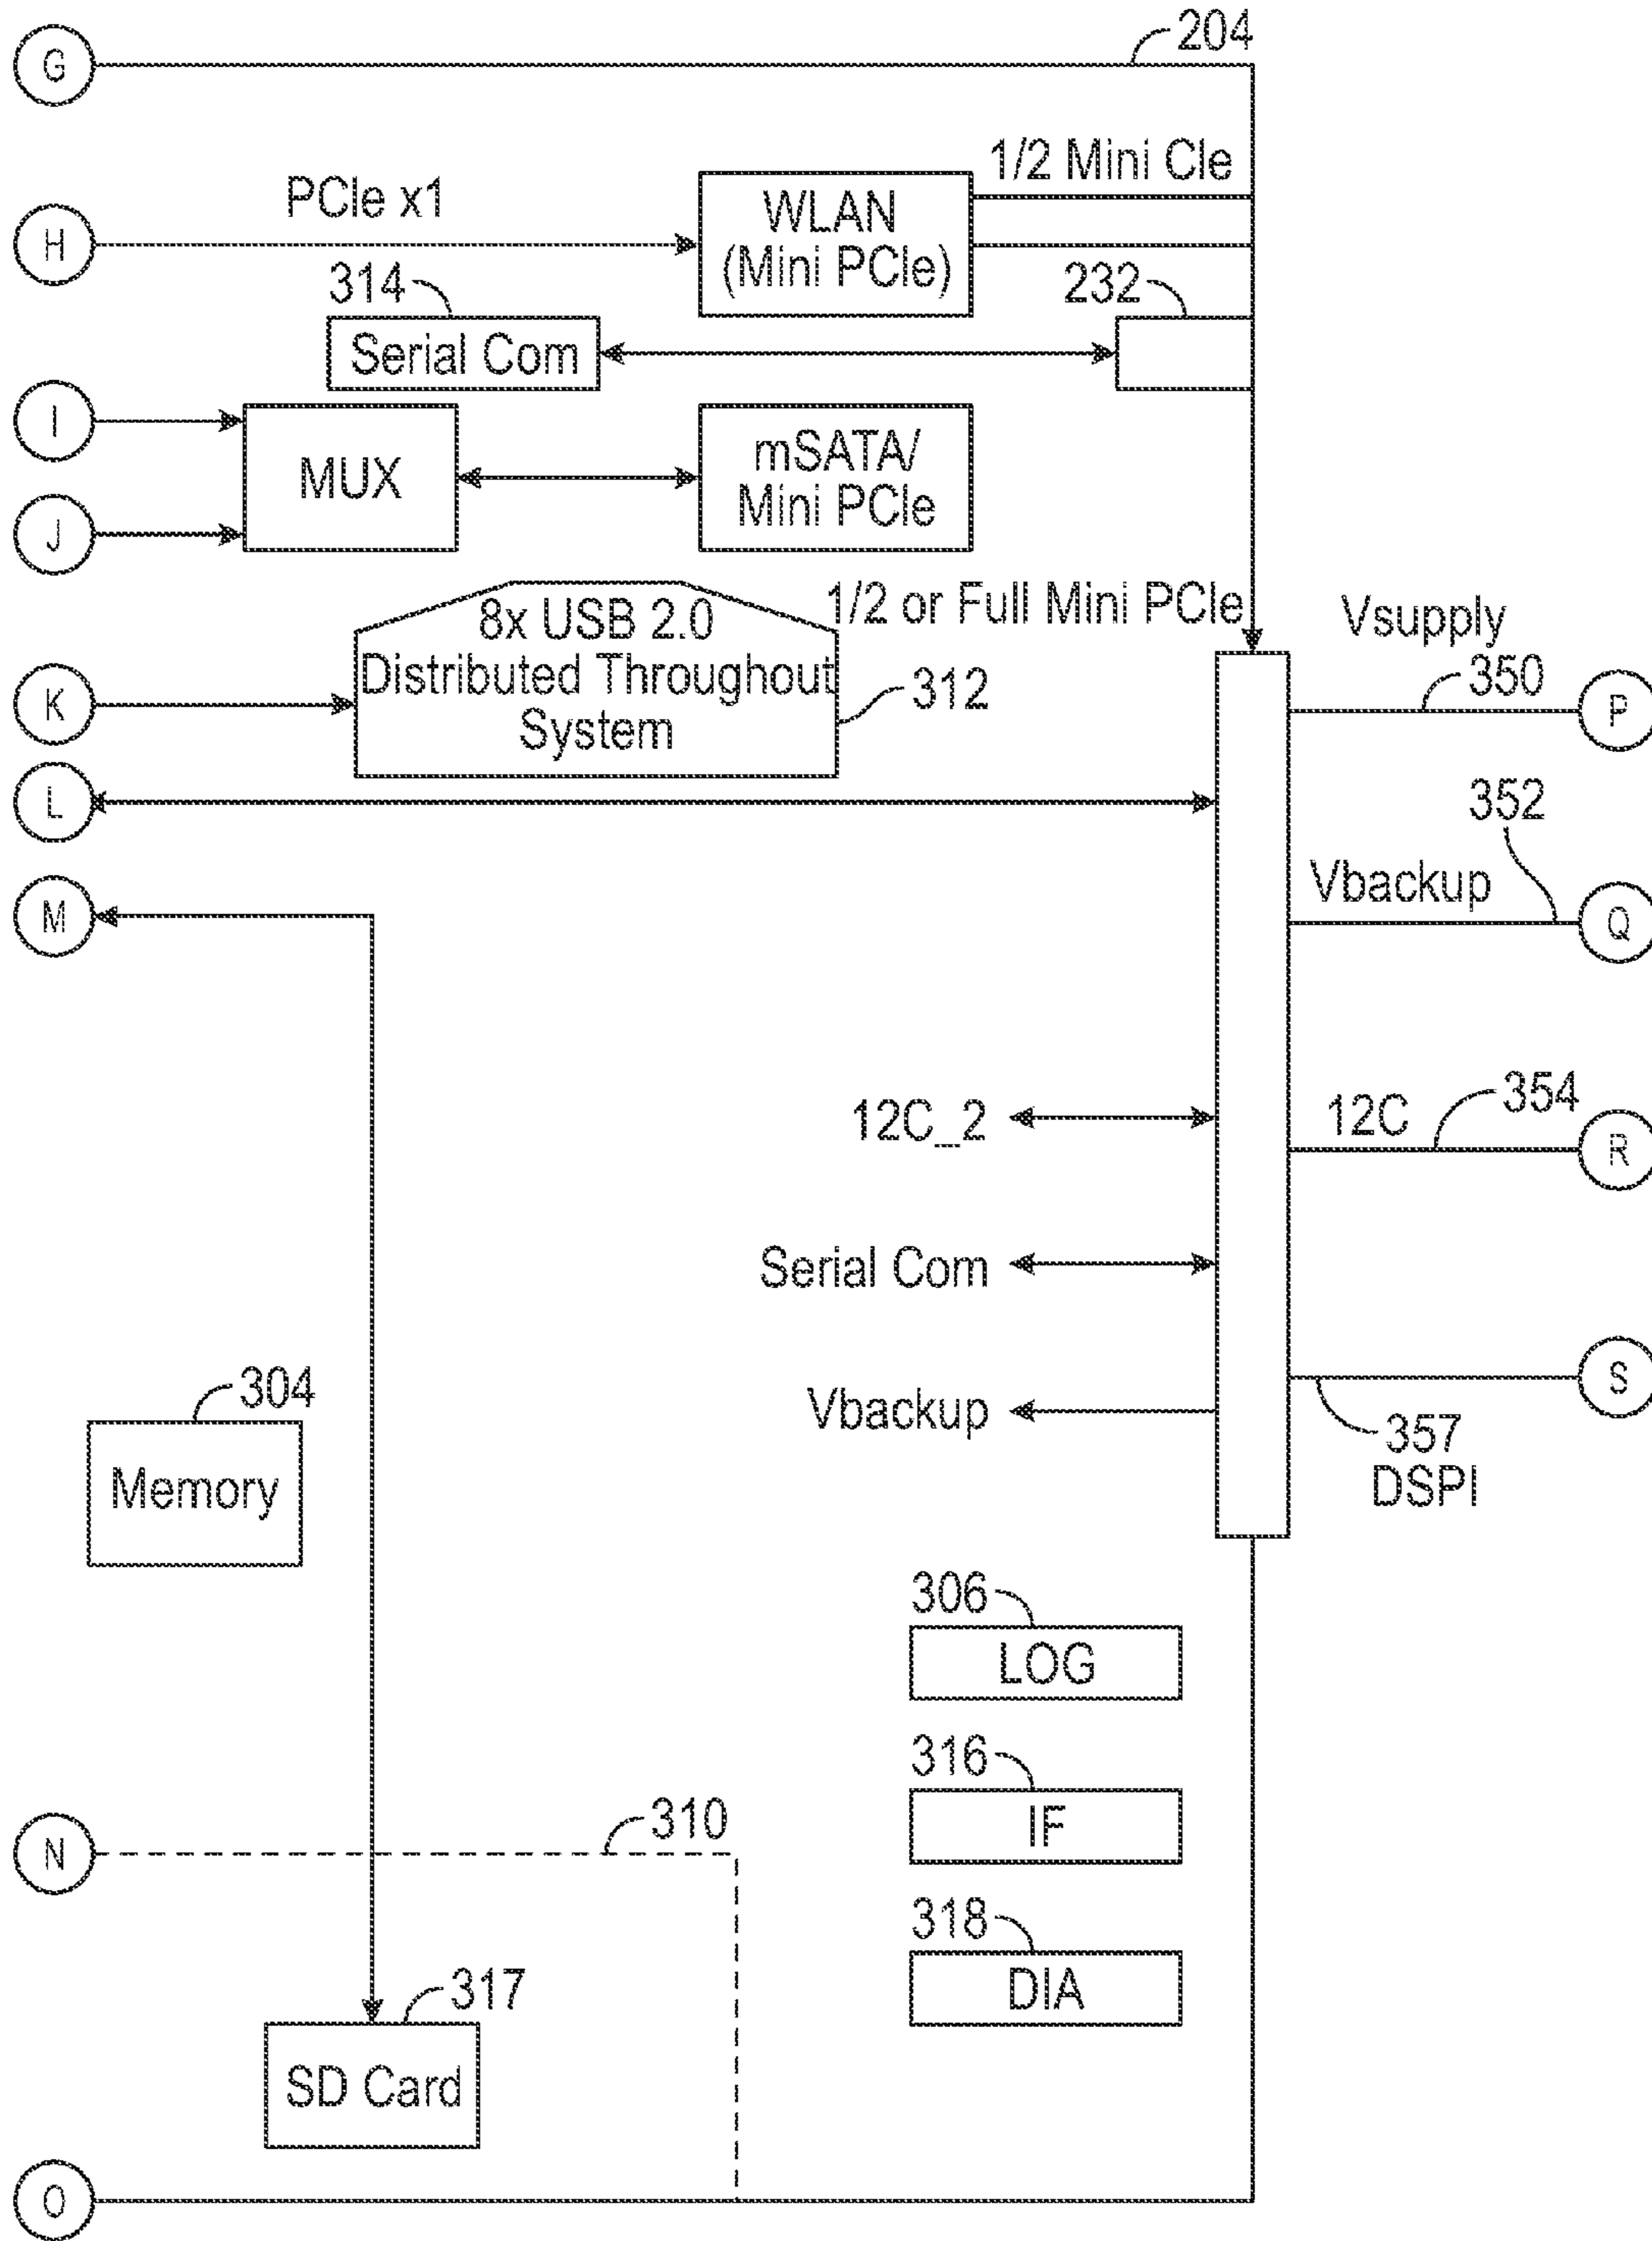 204
G
1/2 Mini CIe
PCIe x1
WLAN
(Mini PCIe)
H
314
232
Serial Com
I
MUX
mSATA/
Mini PCIe
J
1/2 or Full Mini PCIe
8x USB 2.0
Distributed Throughout
System
Vsupply
350
312
K
P
L
352
Vbackup
M
Q
354
12C_2
12C
R
Serial Com
304
S
Vbackup
357
DSPI
Memory
306
LOG
316
IF
310
N
318
DIA
317
SD Card
O